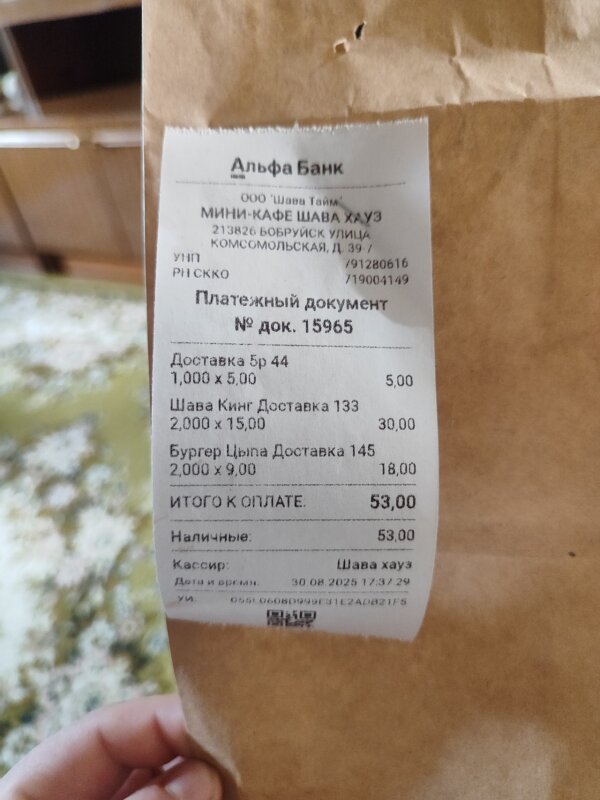 Альфа Банк
ООО "Шава Тайм"
МИНИ-КАФЕ ШАВА ХАУЗ
213826 БОБРУЙСК УЛИЦА
КОМСОМОЛЬСКАЯ, Д. 39 /
УНП 791280616
РН СККО 719004149
Платежный документ
№ док. 15965
Доставка 5р 44
1,000 x 5,00 5,00
Шава Кинг Доставка 133
2,000 x 15,00 30,00
Бургер Цыпа Доставка 145
2,000 x 9,00 18,00
ИТОГО К ОПЛАТЕ: 53,00
Наличные: 53,00
Кассир: Шава хауз
Дата и время: 30.08.2025 17:37:29
УИ: